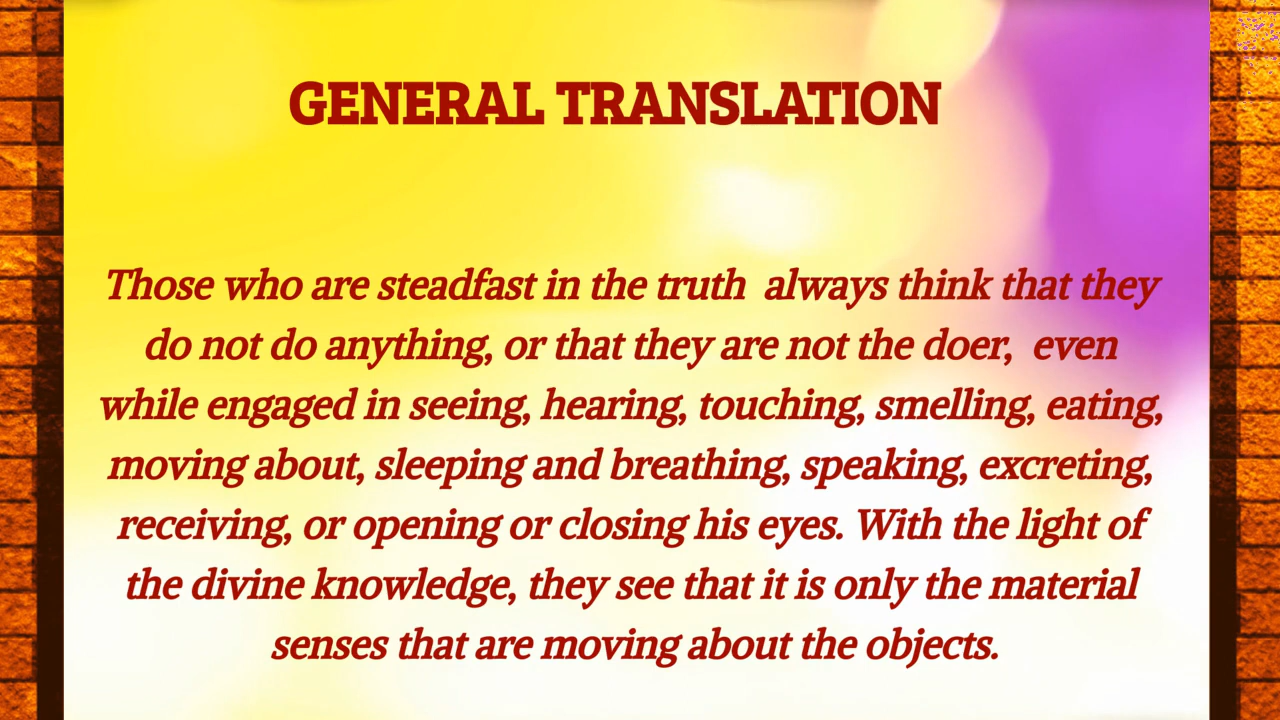 GENERAL TRANSLATION
Those who are steadfast in the truth always think that they
do not do anything, or that they are not the doer, even
while engaged in seeing, hearing, touching, smelling, eating,
moving about, sleeping and breathing, speaking, excreting,
receiving, or opening or closing his eyes. With the light of
the divine knowledge, they see that it is only the material
senses that are moving about the objects.